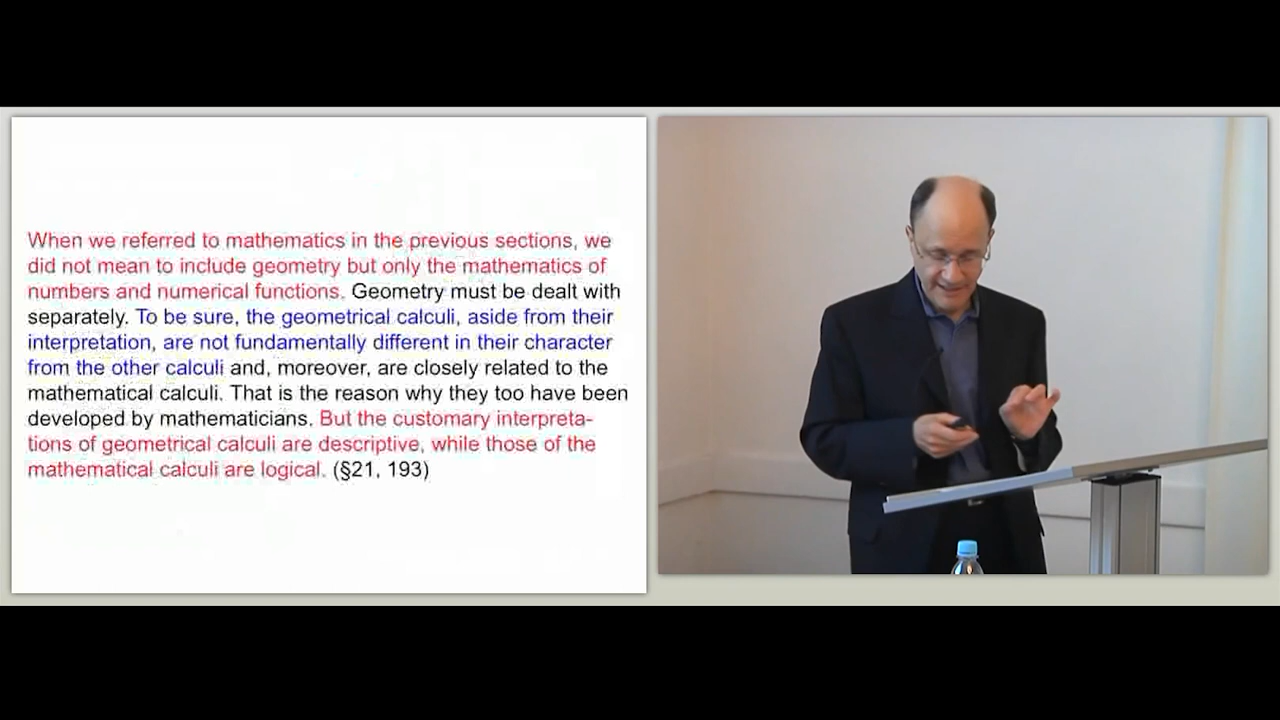 When we referred to mathematics in the previous sections, we
did not mean to include geometry but only the mathematics of
numbers and numerical functions. Geometry must be dealt with
separately. To be sure, the geometrical calculi, aside from their
interpretation, are not fundamentally different in their character
from the other calculi and, moreover, are closely related to the
mathematical calculi. That is the reason why they too have been
developed by mathematicians. But the customary interpreta-
tions of geometrical calculi are descriptive, while those of the
mathematical calculi are logical. (§21, 193)